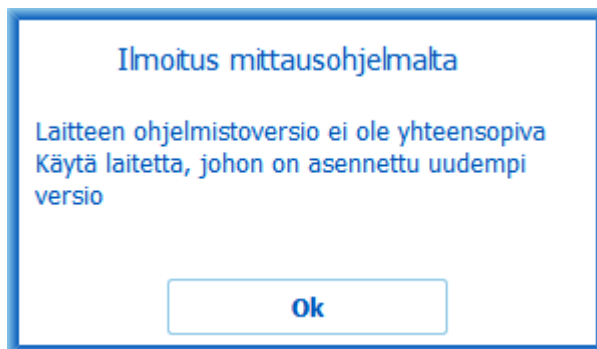 Ilmoitus mittausohjelmalta
Laitteen ohjelmistoversio ei ole yhteensopiva
Käytä laitetta, johon on asennettu uudempi
versio
Ok